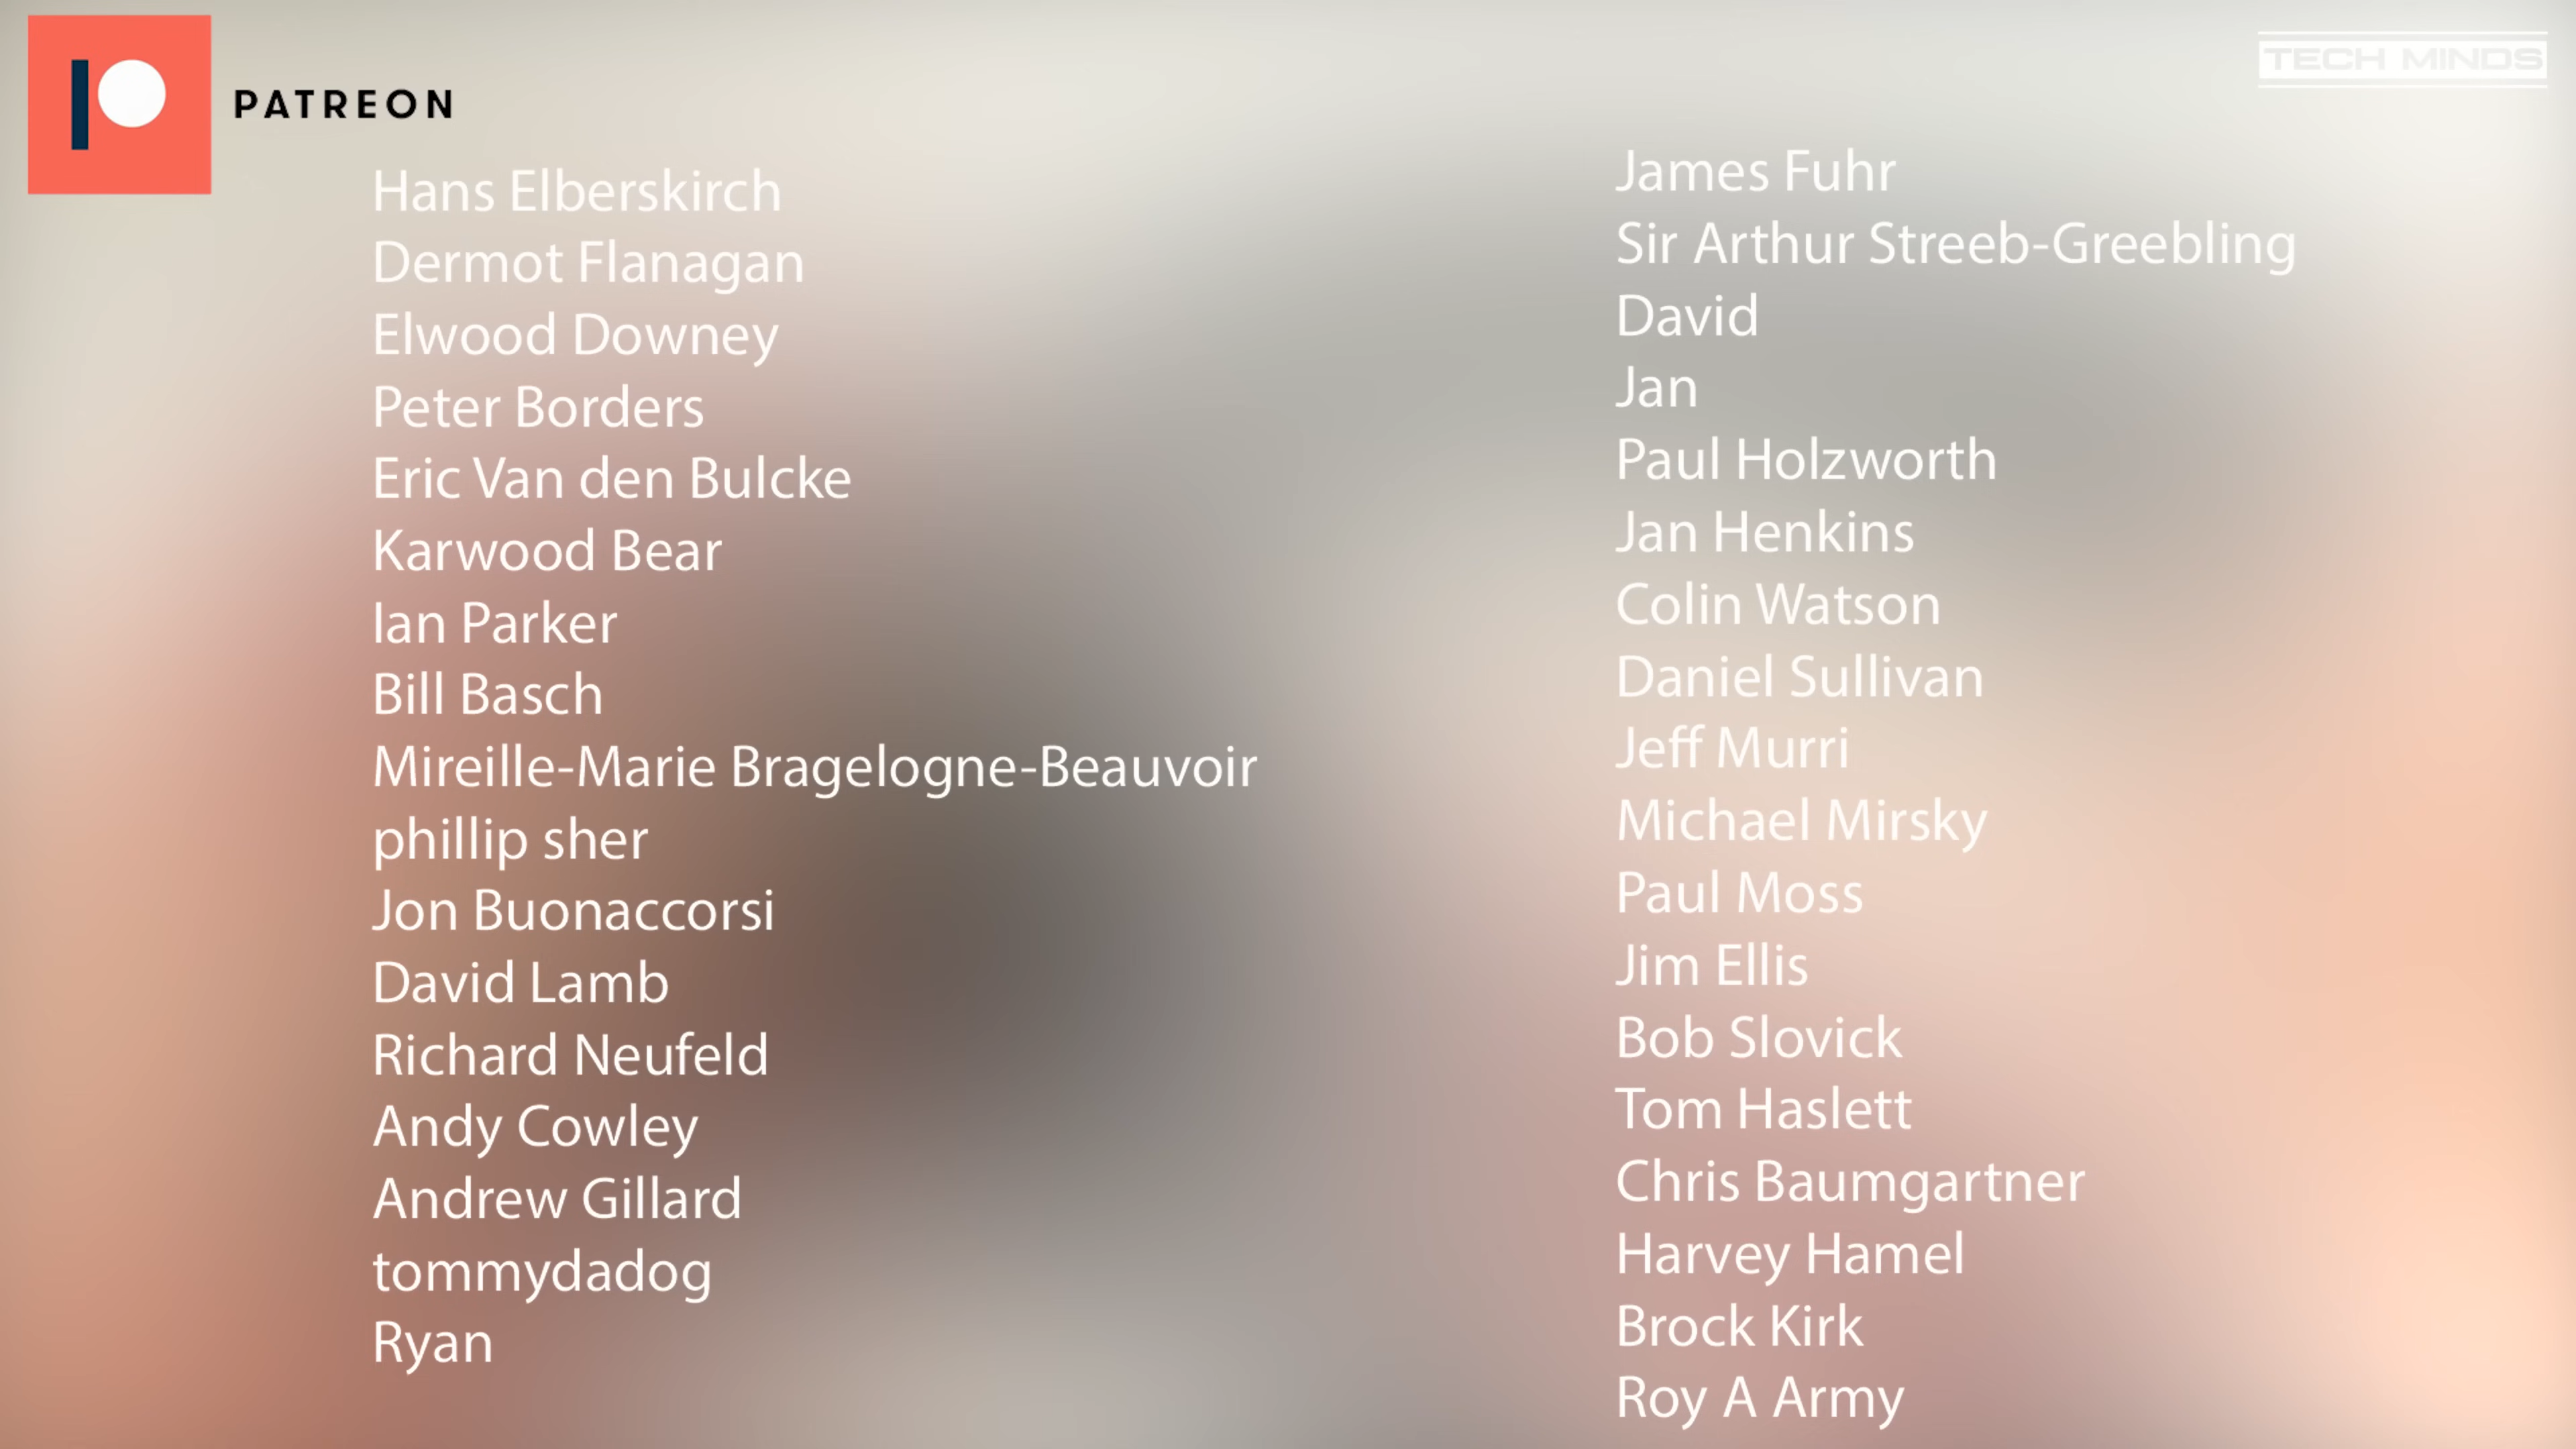 PATREON
TECH MINDS
Hans Elberskirch
Dermot Flanagan
Elwood Downey
Peter Borders
Eric Van den Bulcke
Karwood Bear
Ian Parker
Bill Basch
Mireille-Marie Bragelogne-Beauvoir
phillip sher
Jon Buonaccorsi
David Lamb
Richard Neufeld
Andy Cowley
Andrew Gillard
tommydadog
Ryan
James Fuhr
Sir Arthur Streeb-Greebling
David
Jan
Paul Holzworth
Jan Henkins
Colin Watson
Daniel Sullivan
Jeff Murri
Michael Mirsky
Paul Moss
Jim Ellis
Bob Slovick
Tom Haslett
Chris Baumgartner
Harvey Hamel
Brock Kirk
Roy A Army